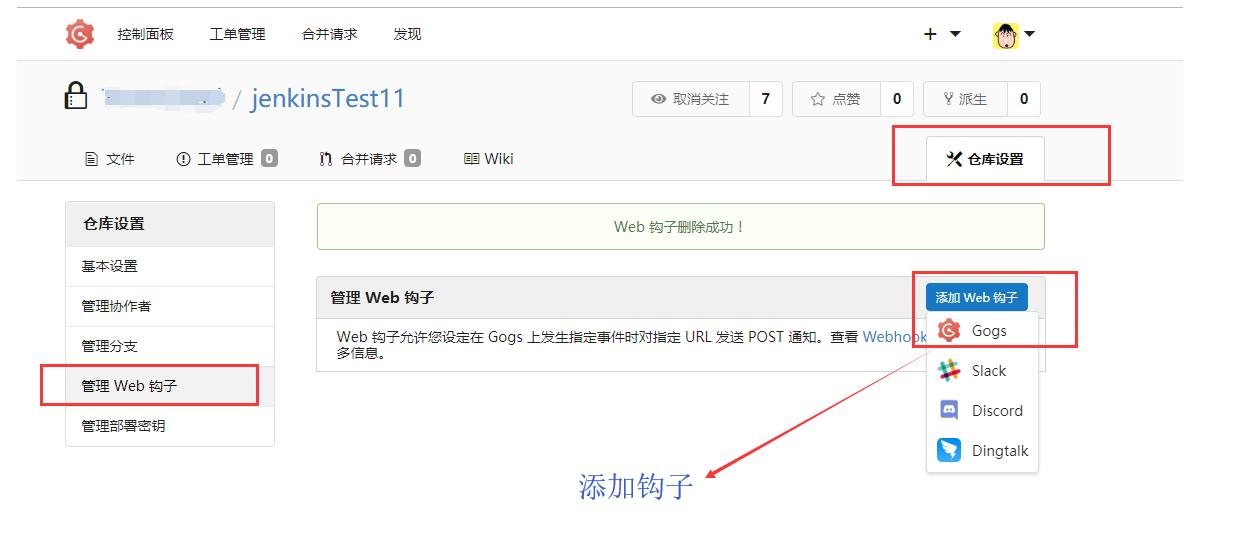 控制面板 工单管理 合并请求 发现
/ jenkinsTest11
取消关注 7 点赞 0 派生 0
文件 工单管理 0 合并请求 0 Wiki 仓库设置
仓库设置
基本设置
管理协作者
管理分支
管理 Web 钩子
管理部署密钥
Web 钩子删除成功！
管理 Web 钩子 添加 Web 钩子
Web 钩子允许您设定在 Gogs 上发生指定事件时对指定 URL 发送 POST 通知。查看 Webhook
多信息。
Gogs
Slack
Discord
Dingtalk
添加钩子